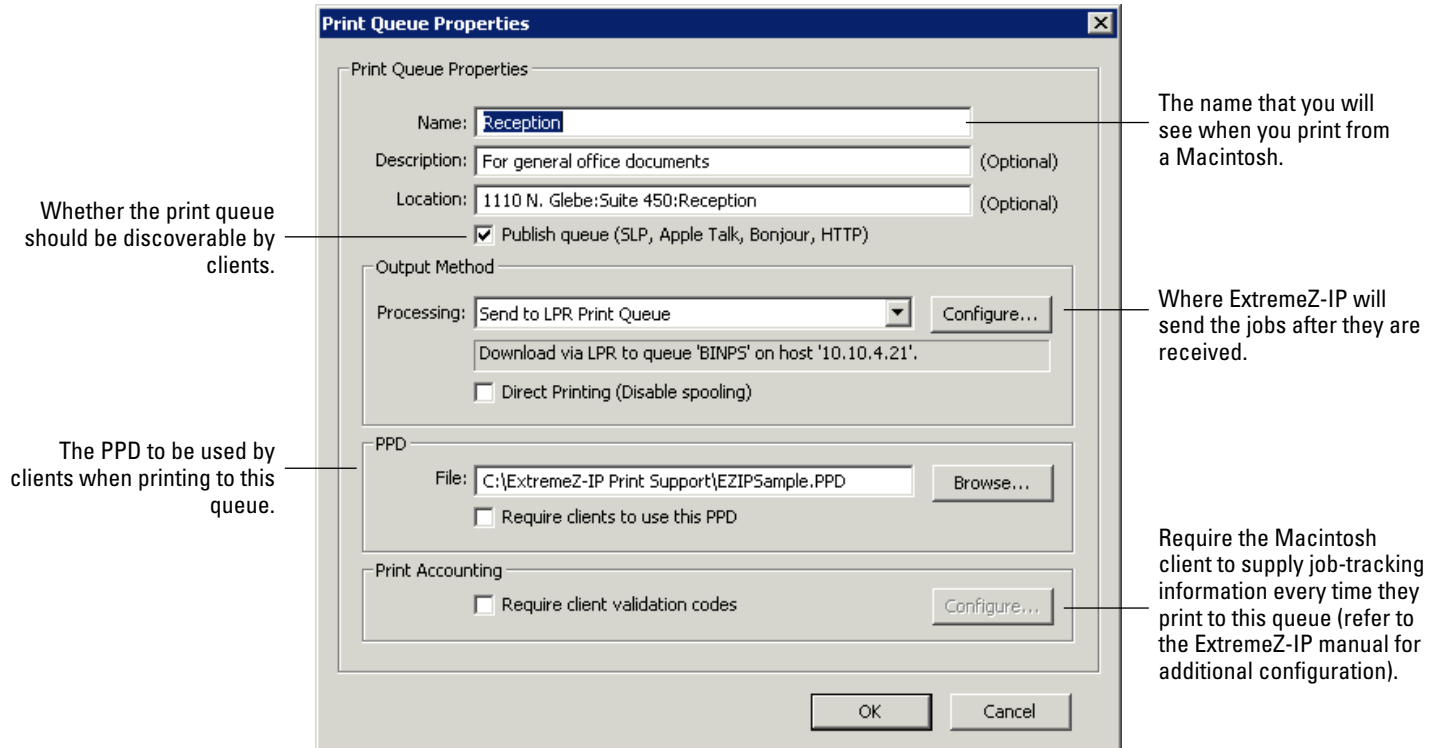 Print Queue Properties
Print Queue Properties
Name: Reception
The name that you will
see when you print from
a Macintosh.
Description: For general office documents (Optional)
Location: 1110 N. Glebe:Suite 450:Reception (Optional)
Whether the print queue
should be discoverable by
clients.
Publish queue (SLP, Apple Talk, Bonjour, HTTP)
Output Method
Processing: Send to LPR Print Queue Configure...
Where ExtremeZ-IP will
send the jobs after they are
received.
Download via LPR to queue 'BINPS' on host '10.10.4.21'.
Direct Printing (Disable spooling)
The PPD to be used by
clients when printing to this
queue.
PPD
File: C:\ExtremeZ-IP Print Support\EZIPSample.PPD Browse...
Require clients to use this PPD
Print Accounting
Require client validation codes Configure...
Require the Macintosh
client to supply job-tracking
information every time they
print to this queue (refer to
the ExtremeZ-IP manual for
additional configuration).
OK Cancel